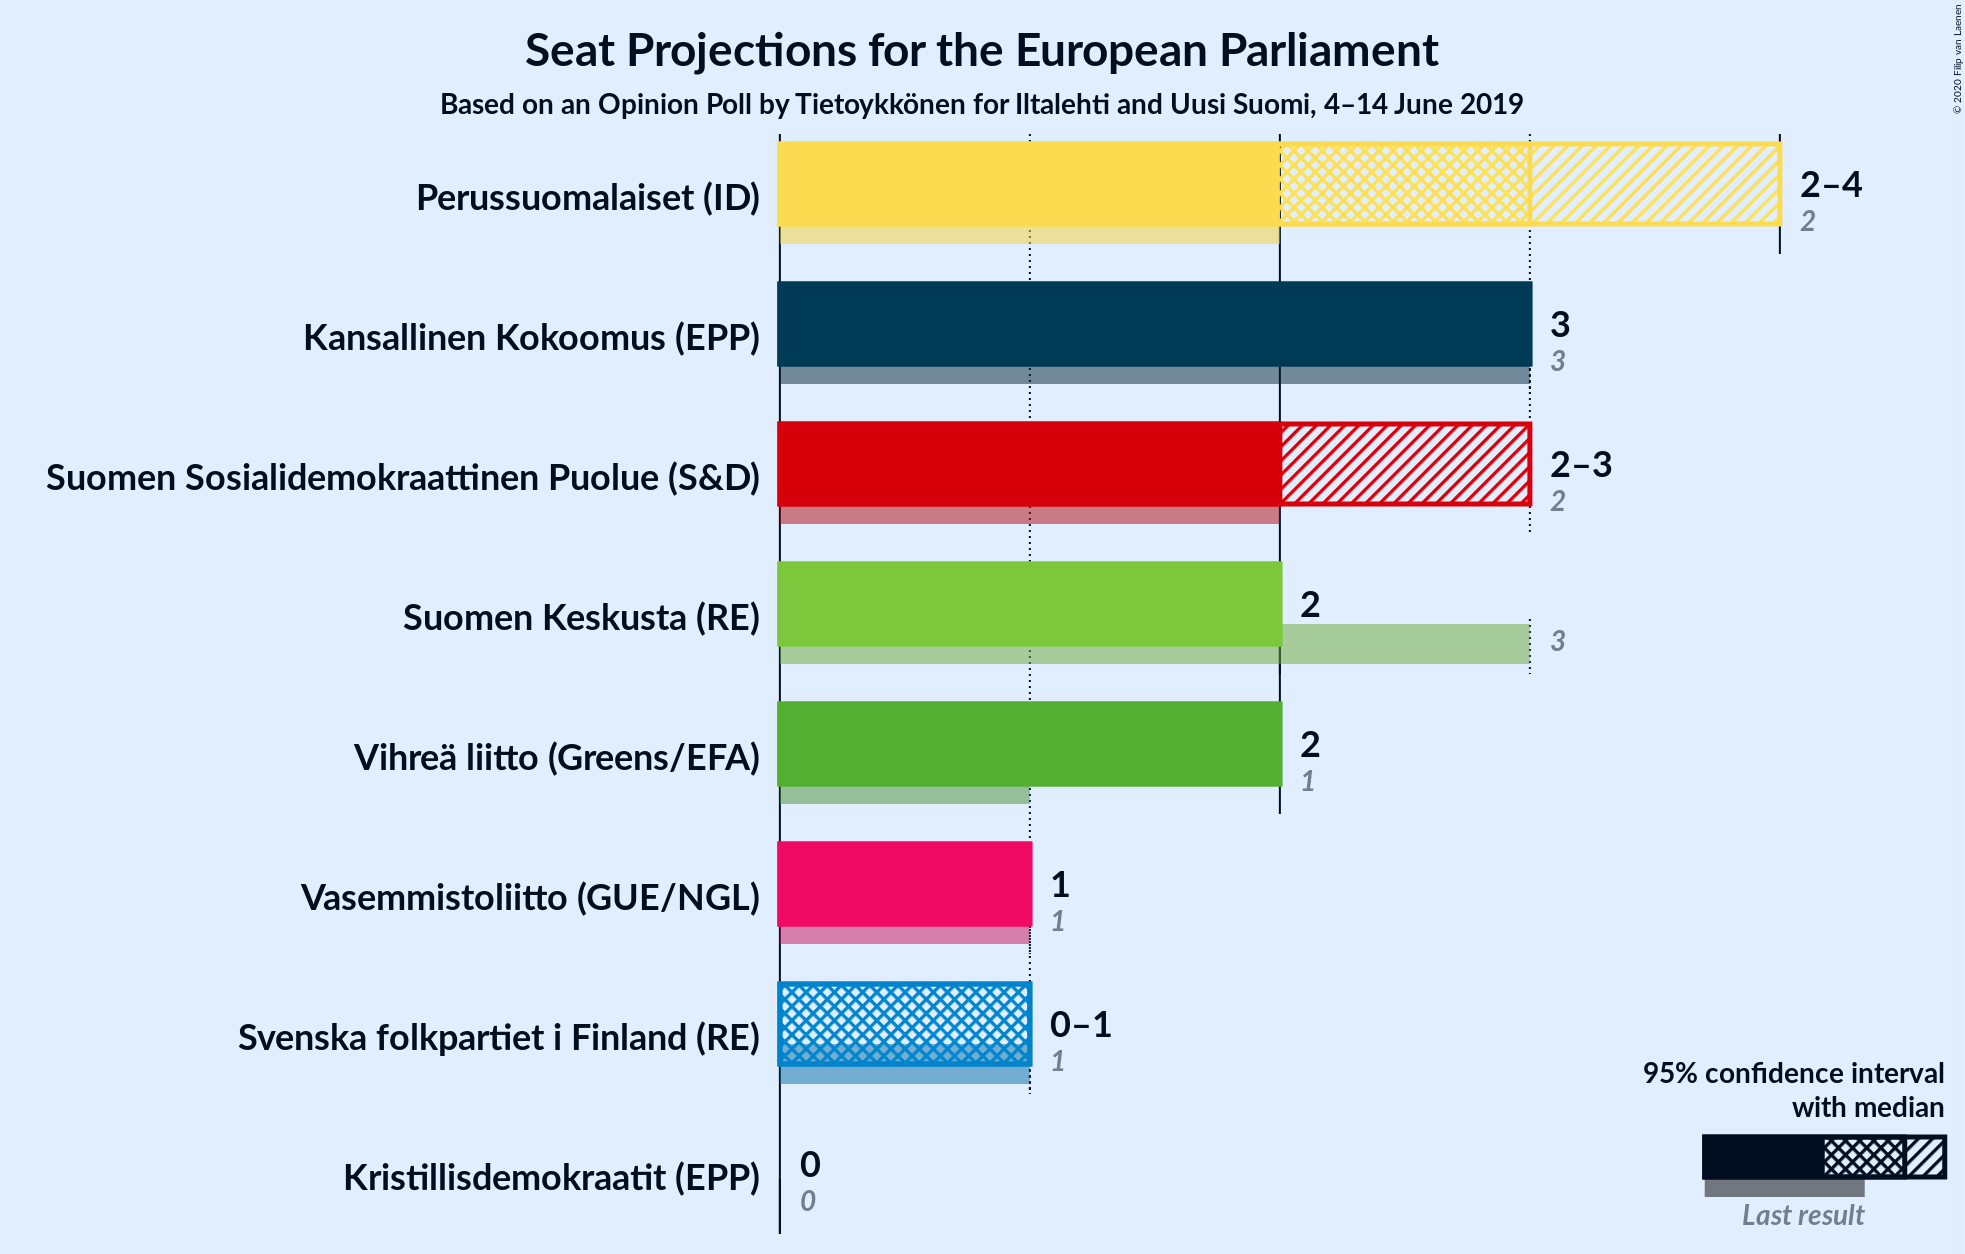 Seat Projections for the European Parliament
Based on an Opinion Poll by Tietoykkönen for Iltalehti and Uusi Suomi, 4–14 June 2019
© 2020 Filip van Laenen
Perussuomalaiset (ID)
2–4
2
Kansallinen Kokoomus (EPP)
3
3
Suomen Sosialidemokraattinen Puolue (S&D)
2–3
2
Suomen Keskusta (RE)
2
3
Vihreä liitto (Greens/EFA)
2
1
Vasemmistoliitto (GUE/NGL)
1
1
Svenska folkpartiet i Finland (RE)
0–1
1
Kristillisdemokraatit (EPP)
0
0
95% confidence interval
with median
Last result